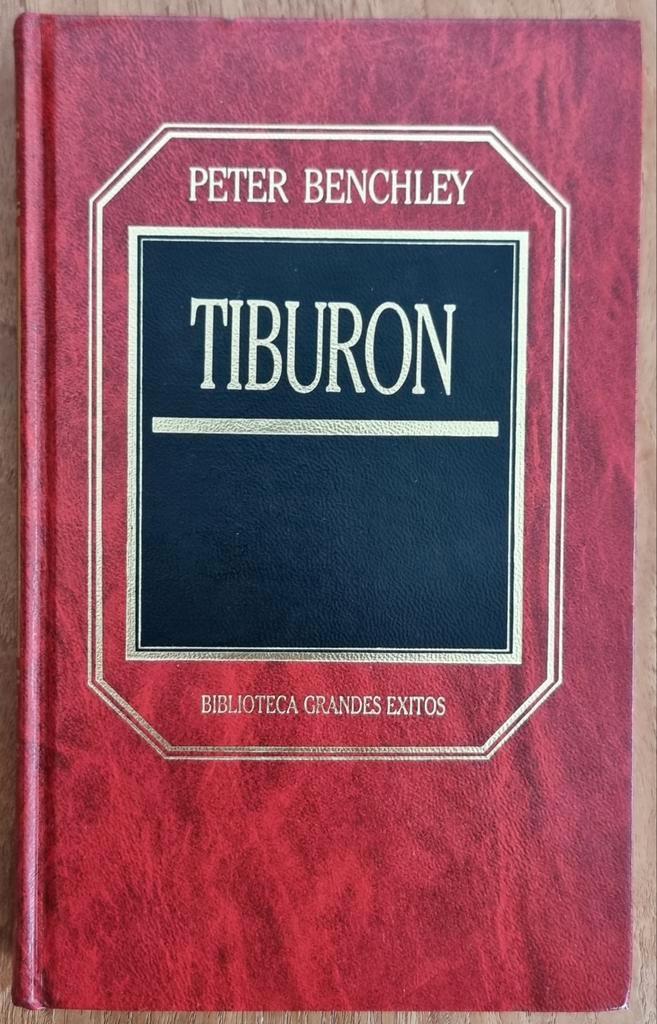 PETER BENCHLEY
TIBURON
BIBLIOTECA GRANDES EXITOS